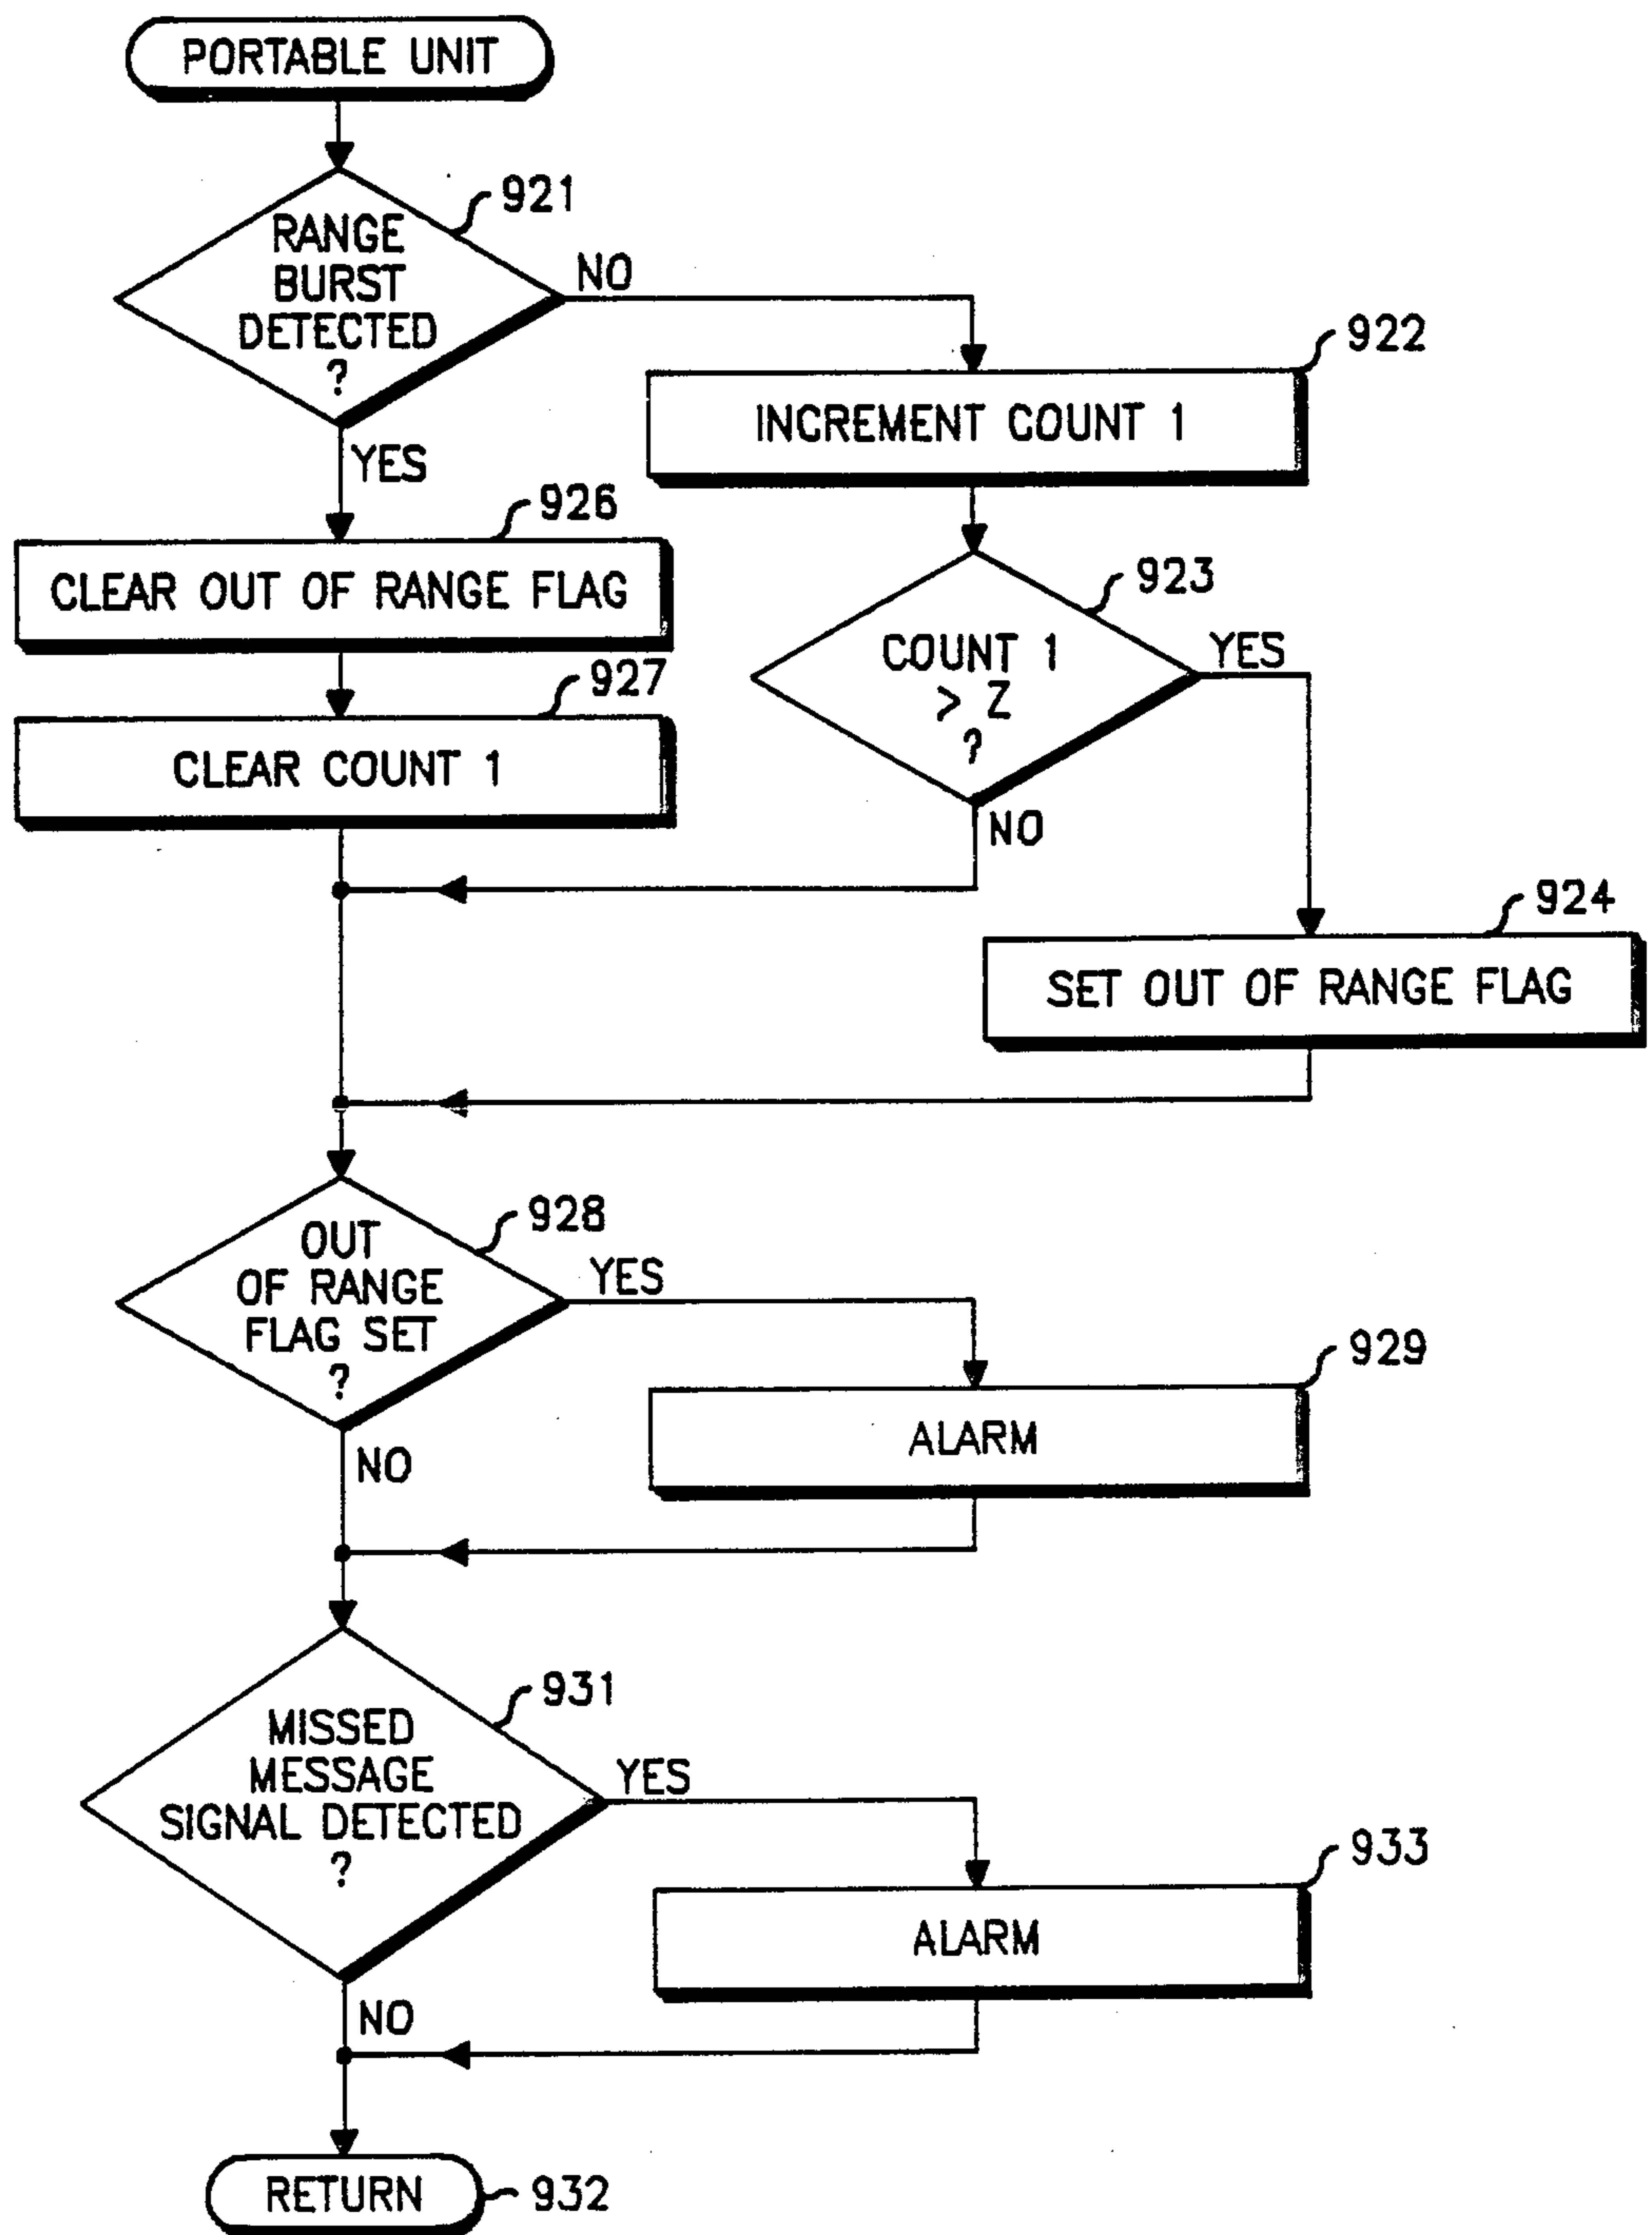 PORTABLE UNIT
921
RANGE
BURST
DETECTED
?
NO
YES
922
INCREMENT COUNT 1
926
CLEAR OUT OF RANGE FLAG
923
COUNT 1
> Z
?
YES
NO
927
CLEAR COUNT 1
924
SET OUT OF RANGE FLAG
928
OUT
OF RANGE
FLAG SET
?
YES
NO
929
ALARM
931
MISSED
MESSAGE
SIGNAL DETECTED
?
YES
NO
933
ALARM
RETURN
932